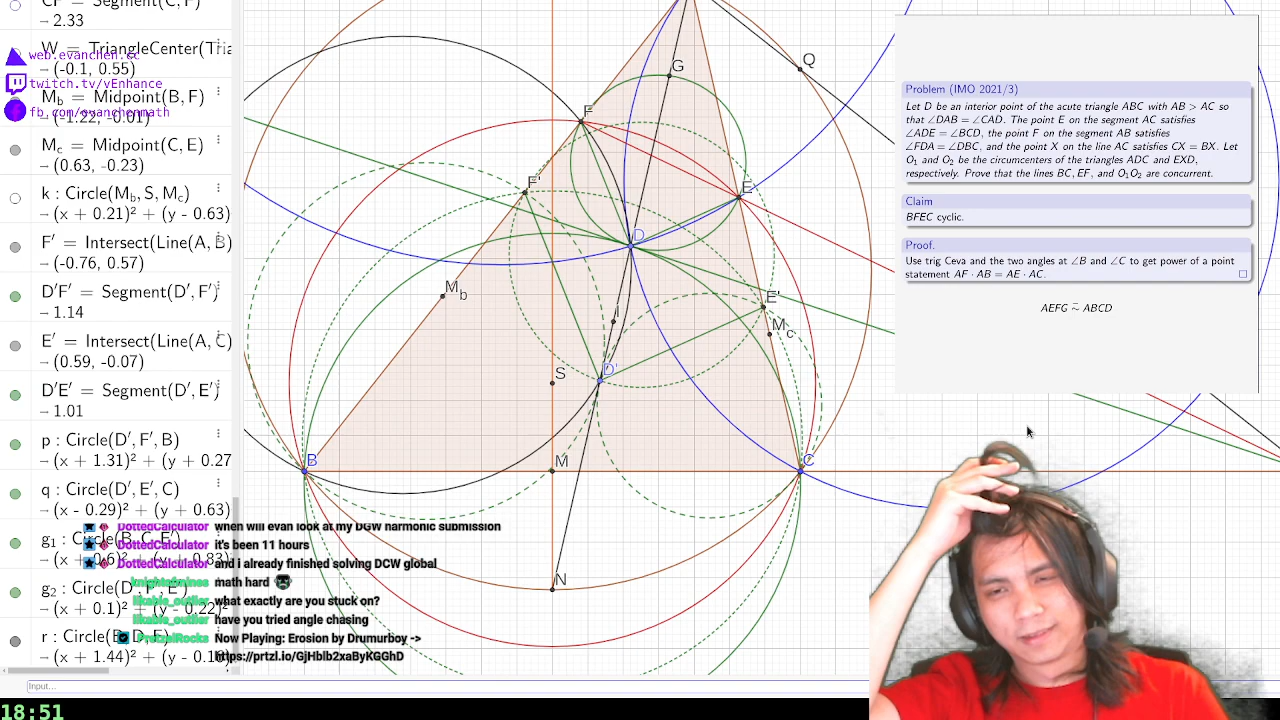 CF = Segment(C, F)
→ 2.33
W = TriangleCenter(Tria
→ (-0.1, 0.55)
web.evanchen.cc
twitch.tv/vEnhance
M_b = Midpoint(B, F)
→ (-1.22, -0.01)
fb.com/evanchenmath
M_c = Midpoint(C, E)
→ (0.63, -0.23)
k : Circle(M_b, S, M_c)
→ (x + 0.21)² + (y - 0.63)
F′ = Intersect(Line(A, B)
→ (-0.76, 0.57)
D′F′ = Segment(D′, F′)
→ 1.14
E′ = Intersect(Line(A, C)
→ (0.59, -0.07)
D′E′ = Segment(D′, E′)
→ 1.01
p : Circle(D′, F′, B)
→ (x + 1.31)² + (y + 0.27
q : Circle(D′, E′, C)
→ (x - 0.29)² + (y + 0.63)
DottedCalculator when will evan look at my DGW harmonic submission
DottedCalculator it's been 11 hours
DottedCalculator and i already finished solving DCW global
math hard
likable_outlier what exactly are you stuck on?
likable_outlier have you tried angle chasing
PretzelRocks Now Playing: Erosion by Drumurboy ->
https://prtzl.io/GjHblb2xaByKGGhD
Input...
18:51
G
Q
F
F'
E
D
M_b
I
E'
M_c
S
D'
B
M
C
N
Problem (IMO 2021/3)
Let D be an interior point of the acute triangle ABC with AB > AC so
that ∠DAB = ∠CAD. The point E on the segment AC satisfies
∠ADE = ∠BCD, the point F on the segment AB satisfies
∠FDA = ∠DBC, and the point X on the line AC satisfies CX = BX. Let
O₁ and O₂ be the circumcenters of the triangles ADC and EXD,
respectively. Prove that the lines BC, EF, and O₁O₂ are concurrent.
Claim
BFEC cyclic.
Proof.
Use trig Ceva and the two angles at ∠B and ∠C to get power of a point
statement AF · AB = AE · AC. □
AEFG ~ ABCD